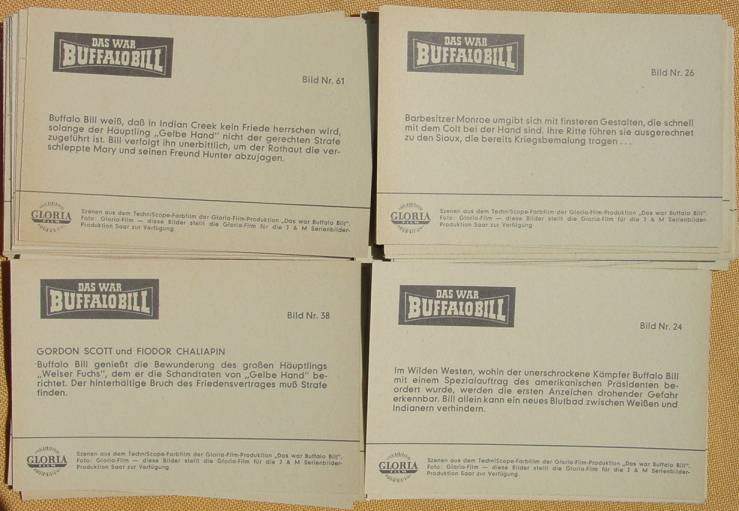 DAS WAR
BUFFALO BILL
Bild Nr. 61
Buffalo Bill weiß, daß in Indian Creek kein Friede herrschen wird,
solange der Häuptling „Gelbe Hand" nicht der gerechten Strafe
zugeführt ist. Bill verfolgt ihn unerbittlich, um der Rothaut die ver-
schleppte Mary und seinen Freund Hunter abzujagen.
GLORIA
FILM
Szenen aus dem TechniScope-Farbfilm der Gloria-Film-Produktion „Das war Buffalo Bill".
Foto: Gloria-Film — diese Bilder stellt die Gloria-Film für die J & M Serienbilder-
Produktion Saar zur Verfügung.
DAS WAR
BUFFALO BILL
Bild Nr. 26
Barbesitzer Monroe umgibt sich mit finsteren Gestalten, die schnell
mit dem Colt bei der Hand sind. Ihre Ritte führen sie ausgerechnet
zu den Sioux, die bereits Kriegsbemalung tragen . . .
GLORIA
FILM
Szenen aus dem TechniScope-Farbfilm der Gloria-Film-Produktion „Das war Buffalo Bill".
Foto: Gloria-Film — diese Bilder stellt die Gloria-Film für die J & M Serienbilder-
Produktion Saar zur Verfügung.
DAS WAR
BUFFALO BILL
Bild Nr. 38
GORDON SCOTT und FIODOR CHALIAPIN
Buffalo Bill genießt die Bewunderung des großen Häuptlings
„Weiser Fuchs", dem er die Schandtaten von „Gelbe Hand" be-
richtet. Der hinterhältige Bruch des Friedensvertrages muß Strafe
finden.
GLORIA
FILM
Szenen aus dem TechniScope-Farbfilm der Gloria-Film-Produktion „Das war Buffalo Bill".
Foto: Gloria-Film — diese Bilder stellt die Gloria-Film für die J & M Serienbilder-
Produktion Saar zur Verfügung.
DAS WAR
BUFFALO BILL
Bild Nr. 24
Im Wilden Westen, wo der unerschrockene Kämpfer Buffalo Bill
mit einem Spezialauftrag des amerikanischen Präsidenten be-
ordert wurde, werden die ersten Anzeichen drohender Gefahr
erkennbar. Bill allein kann ein neues Blutbad zwischen Weißen und
Indianern verhindern.
GLORIA
FILM
Szenen aus dem TechniScope-Farbfilm der Gloria-Film-Produktion „Das war Buffalo Bill".
Foto: Gloria-Film — diese Bilder stellt die Gloria-Film für die J & M Serienbilder-
Produktion Saar zur Verfügung.